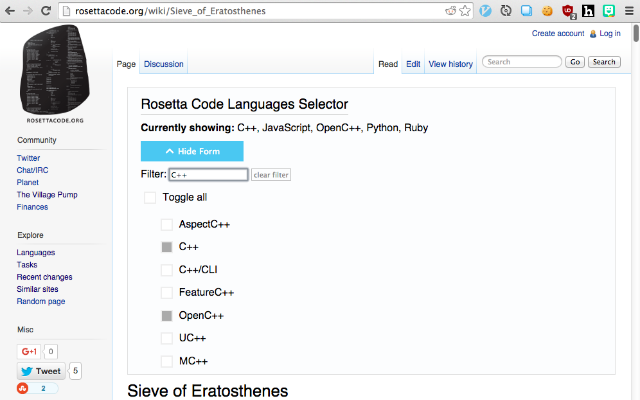 rosettacode.org/wiki/Sieve_of_Eratosthenes
2
h
Create account Log in
Page Discussion Read Edit View history Search Go Search
ROSETTACODE.ORG
Rosetta Code Languages Selector
Currently showing: C++, JavaScript, OpenC++, Python, Ruby
Hide Form
Filter: C++ clear filter
Toggle all
AspectC++
C++
C++/CLI
FeatureC++
OpenC++
UC++
MC++
Sieve of Eratosthenes
Community
Twitter
Chat/IRC
Planet
The Village Pump
Finances
Explore
Languages
Tasks
Recent changes
Similar sites
Random page
Misc
G+1 0
Tweet 5
2